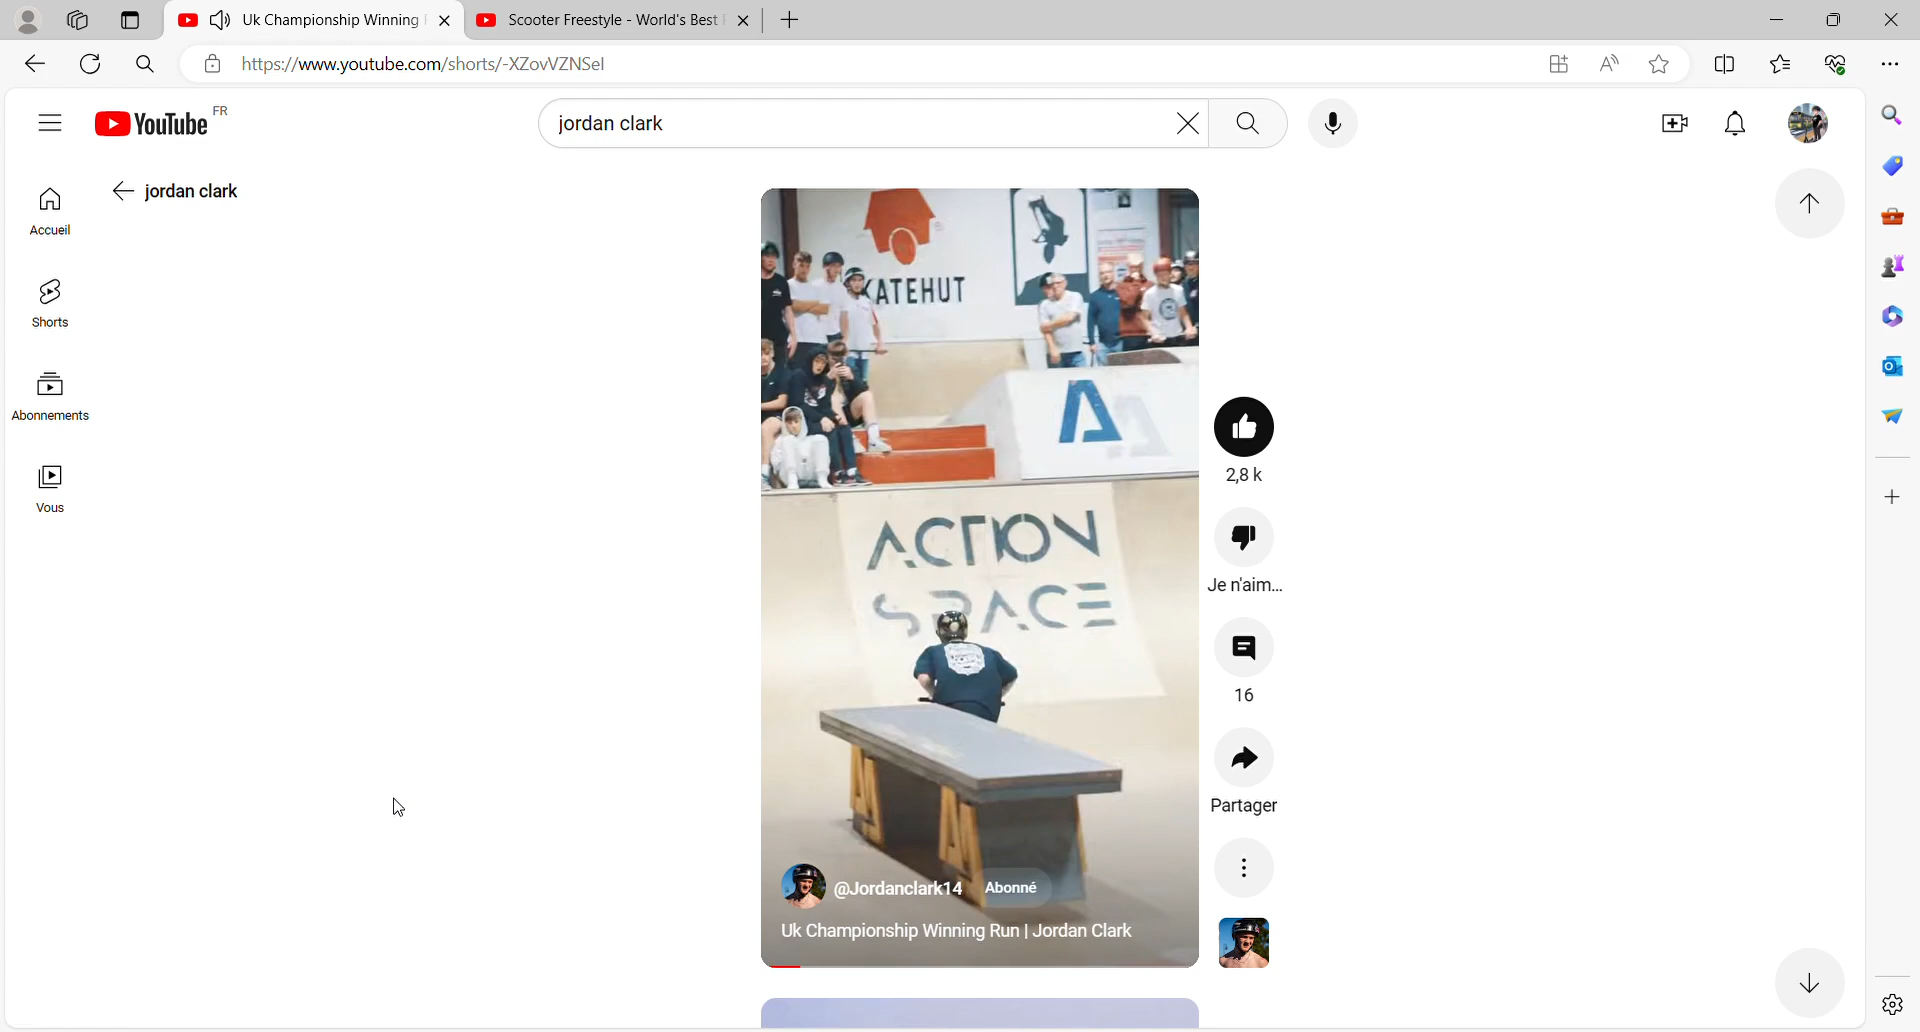 Uk Championship Winning
Scooter Freestyle - World's Best
https://www.youtube.com/shorts/-XZovVZNSeI
YouTube FR
jordan clark
jordan clark
Accueil
Shorts
Abonnements
Vous
KATEHUT
ACTION
SPACE
2,8 k
Je n'aim...
16
Partager
@Jordanclark14 Abonné
Uk Championship Winning Run | Jordan Clark